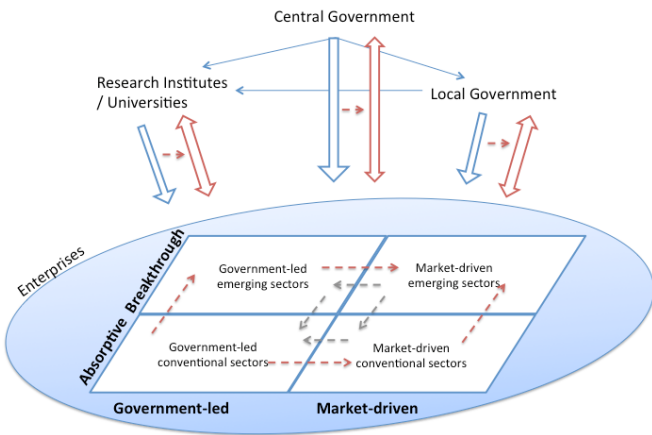 Central Government
Research Institutes
/ Universities
Local Government
Enterprises
Absorptive Breakthrough
Government-led
emerging sectors
Market-driven
emerging sectors
Government-led
conventional sectors
Market-driven
conventional sectors
Government-led
Market-driven